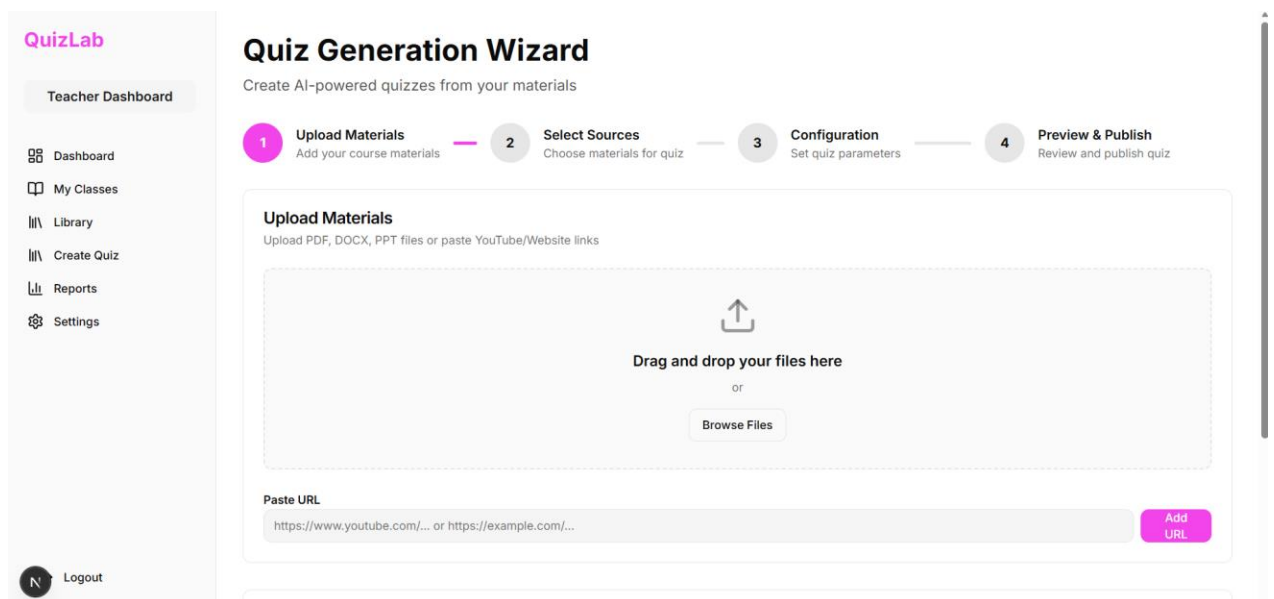 QuizLab
Teacher Dashboard
Dashboard
My Classes
Library
Create Quiz
Reports
Settings
N
Logout
Quiz Generation Wizard
Create AI-powered quizzes from your materials
1
Upload Materials
Add your course materials
2
Select Sources
Choose materials for quiz
3
Configuration
Set quiz parameters
4
Preview & Publish
Review and publish quiz
Upload Materials
Upload PDF, DOCX, PPT files or paste YouTube/Website links
Drag and drop your files here
or
Browse Files
Paste URL
https://www.youtube.com/... or https://example.com/...
Add
URL